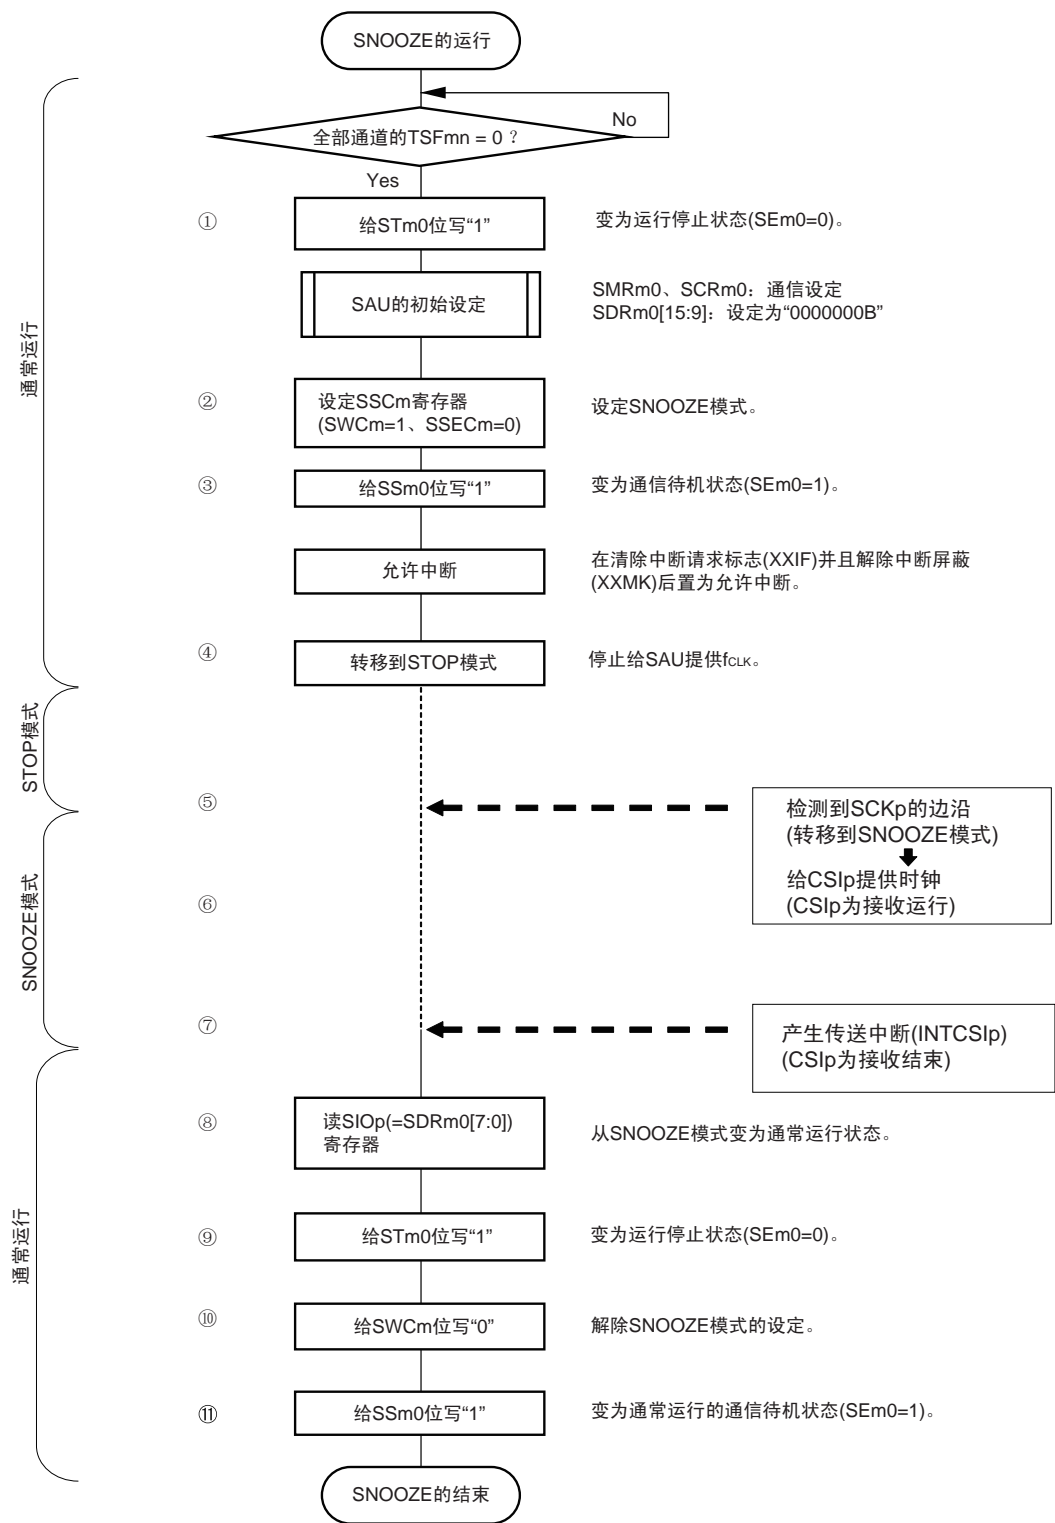 SNOOZE的运行
No
全部通道的TSFmn = 0 ?
Yes
①
给STm0位写“1”
变为运行停止状态(SEm0=0)。
SAU的初始设定
SMRm0、SCRm0：通信设定
SDRm0[15:9]：设定为“0000000B”
通常运行
②
设定SSCm寄存器
(SWCm=1、SSECm=0)
设定SNOOZE模式。
③
给SSm0位写“1”
变为通信待机状态(SEm0=1)。
允许中断
在清除中断请求标志(XXIF)并且解除中断屏蔽
(XXMK)后置为允许中断。
④
转移到STOP模式
停止给SAU提供fCLK。
STOP模式
⑤
检测到SCKp的边沿
(转移到SNOOZE模式)
给CSIp提供时钟
(CSIp为接收运行)
SNOOZE模式
⑥
⑦
产生传送中断(INTCSIp)
(CSIp为接收结束)
⑧
读SIOp(=SDRm0[7:0])
寄存器
从SNOOZE模式变为通常运行状态。
通常运行
⑨
给STm0位写“1”
变为运行停止状态(SEm0=0)。
⑩
给SWCm位写“0”
解除SNOOZE模式的设定。
⑪
给SSm0位写“1”
变为通常运行的通信待机状态(SEm0=1)。
SNOOZE的结束